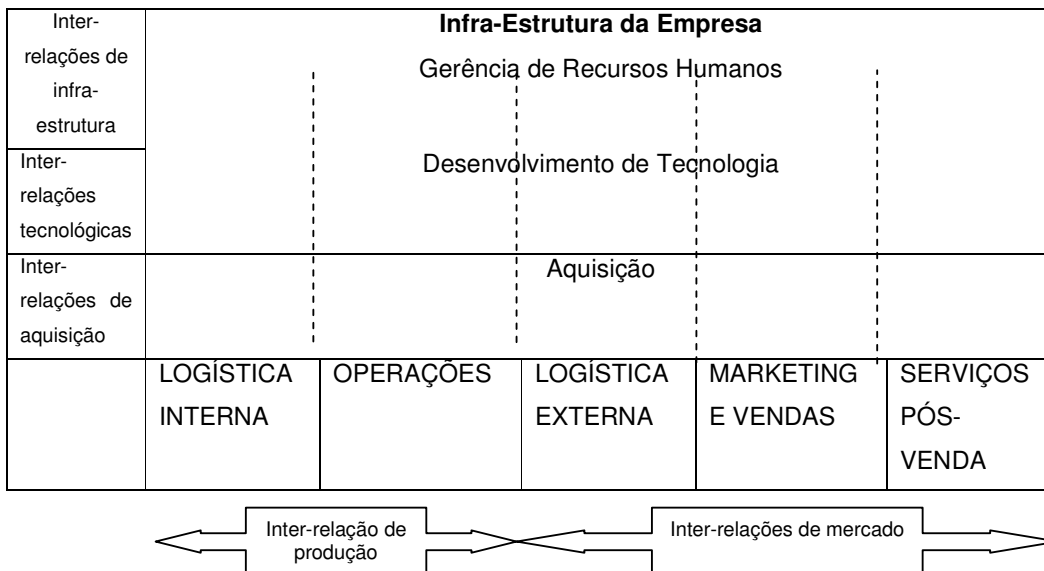 Inter-
relações de
infra-
estrutura
Infra-Estrutura da Empresa
Gerência de Recursos Humanos
Inter-
relações
tecnológicas
Desenvolvimento de Tecnologia
Inter-
relações de
aquisição
Aquisição
LOGÍSTICA
INTERNA
OPERAÇÕES
LOGÍSTICA
EXTERNA
MARKETING
E VENDAS
SERVIÇOS
PÓS-
VENDA
Inter-relação de
produção
Inter-relações de mercado